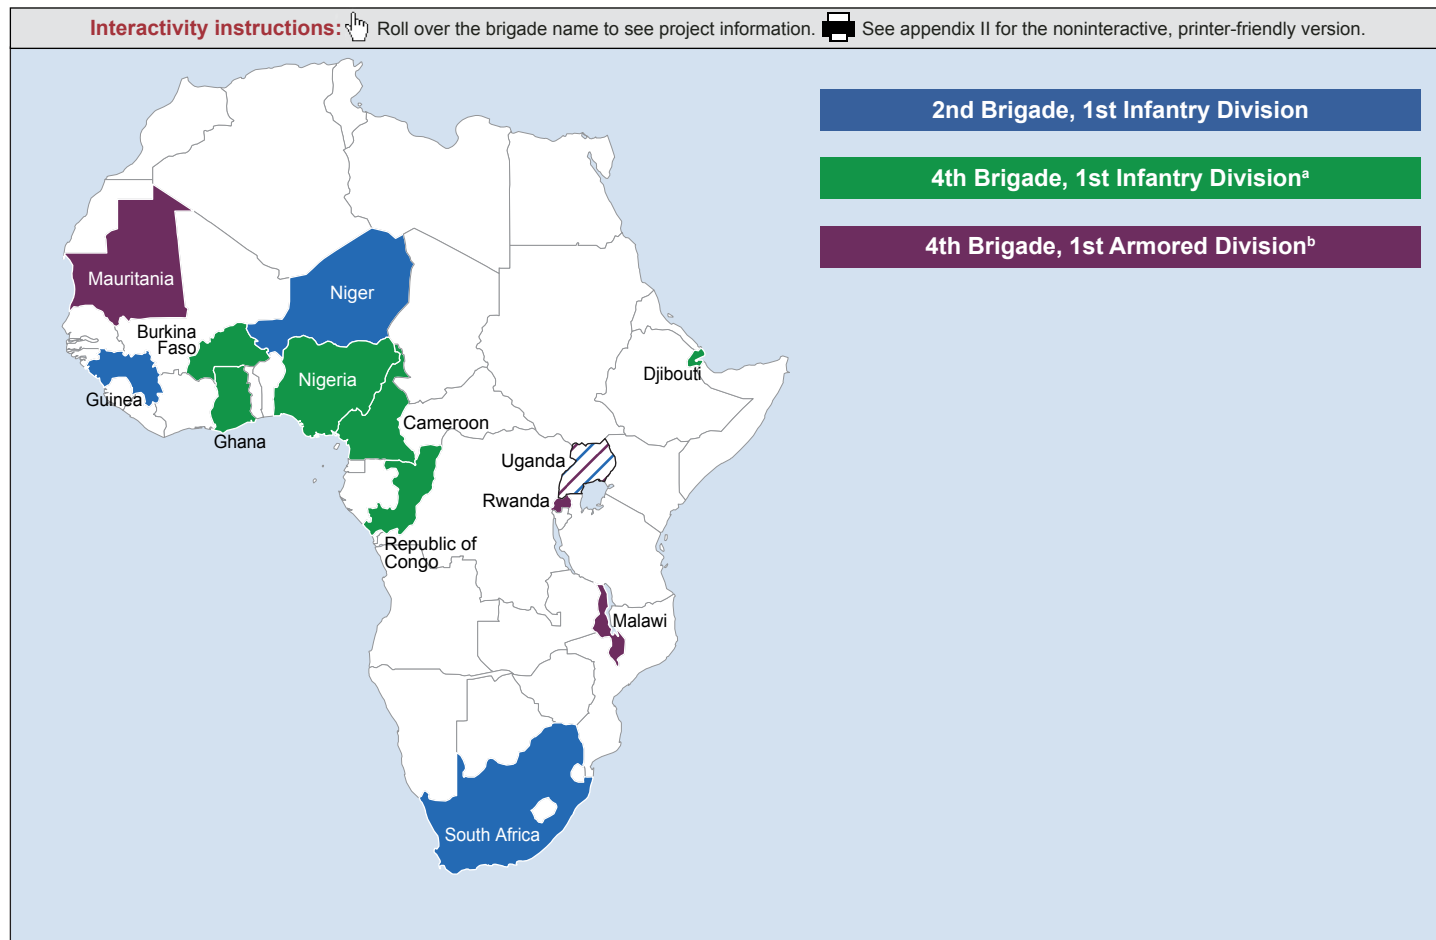 Interactivity instructions: Roll over the brigade name to see project information. See appendix II for the noninteractive, printer-friendly version.
2nd Brigade, 1st Infantry Division
4th Brigade, 1st Infantry Divisionᵃ
4th Brigade, 1st Armored Divisionᵇ
Mauritania
Niger
Burkina
Faso
Nigeria
Djibouti
Guinea
Ghana
Cameroon
Uganda
Rwanda
Republic of
Congo
Malawi
South Africa